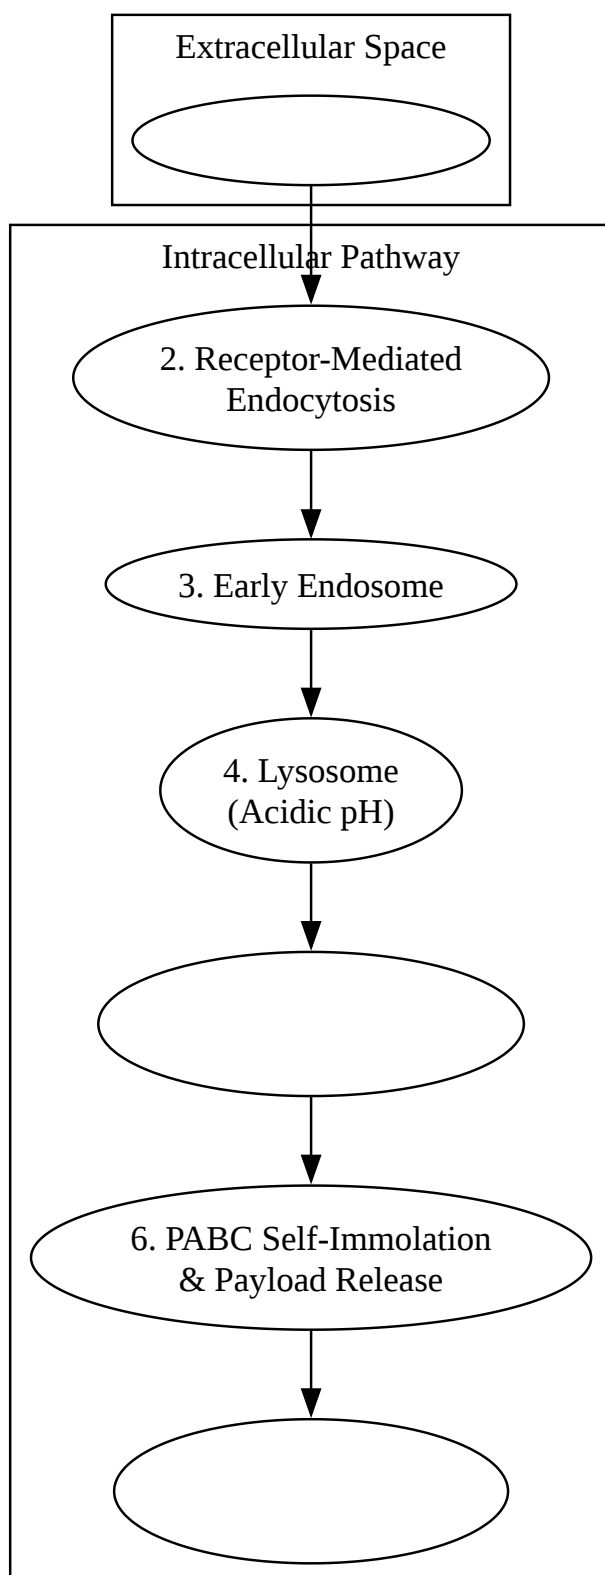 Extracellular Space
Intracellular Pathway
2. Receptor-Mediated
Endocytosis
3. Early Endosome
4. Lysosome
(Acidic pH)
6. PABC Self-Immolation
& Payload Release